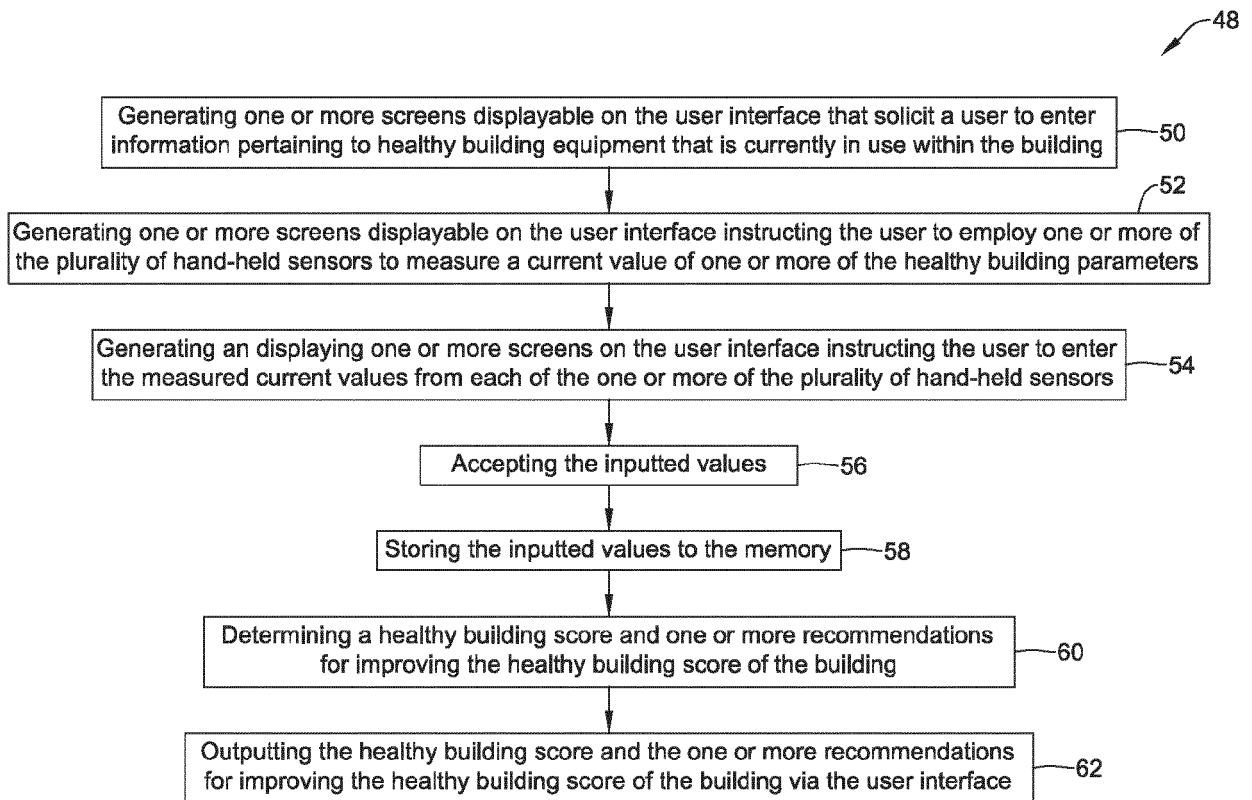 48
Generating one or more screens displayable on the user interface that solicit a user to enter
information pertaining to healthy building equipment that is currently in use within the building
50
52
Generating one or more screens displayable on the user interface instructing the user to employ one or more of
the plurality of hand-held sensors to measure a current value of one or more of the healthy building parameters
Generating an displaying one or more screens on the user interface instructing the user to enter
the measured current values from each of the one or more of the plurality of hand-held sensors
54
Accepting the inputted values
56
Storing the inputted values to the memory
58
Determining a healthy building score and one or more recommendations
for improving the healthy building score of the building
60
Outputting the healthy building score and the one or more recommendations
for improving the healthy building score of the building via the user interface
62